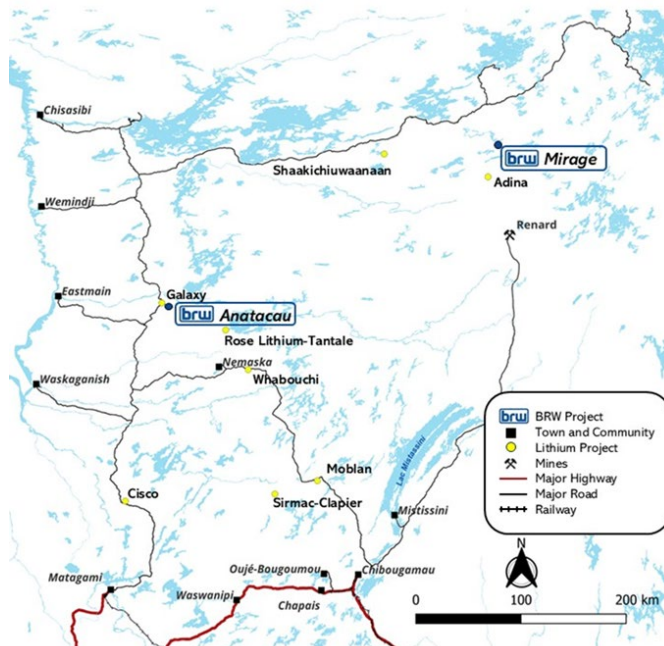 Chisasibi
brw Mirage
Shaakichiuwaanaan
Adina
Wemindji
Renard
Eastmain
Galaxy
brw Anatacau
Rose Lithium-Tantale
Nemaska
Whabouchi
Waskaganish
brw BRW Project
Town and Community
Lithium Project
Mines
Major Highway
Major Road
Railway
Lac Mistassini
Moblan
Cisco
Sirmac-Clapier
Mistissini
N
Oujé-Bougoumou
Chibougamau
Matagami
Waswanipi
Chapais
0 100 200 km